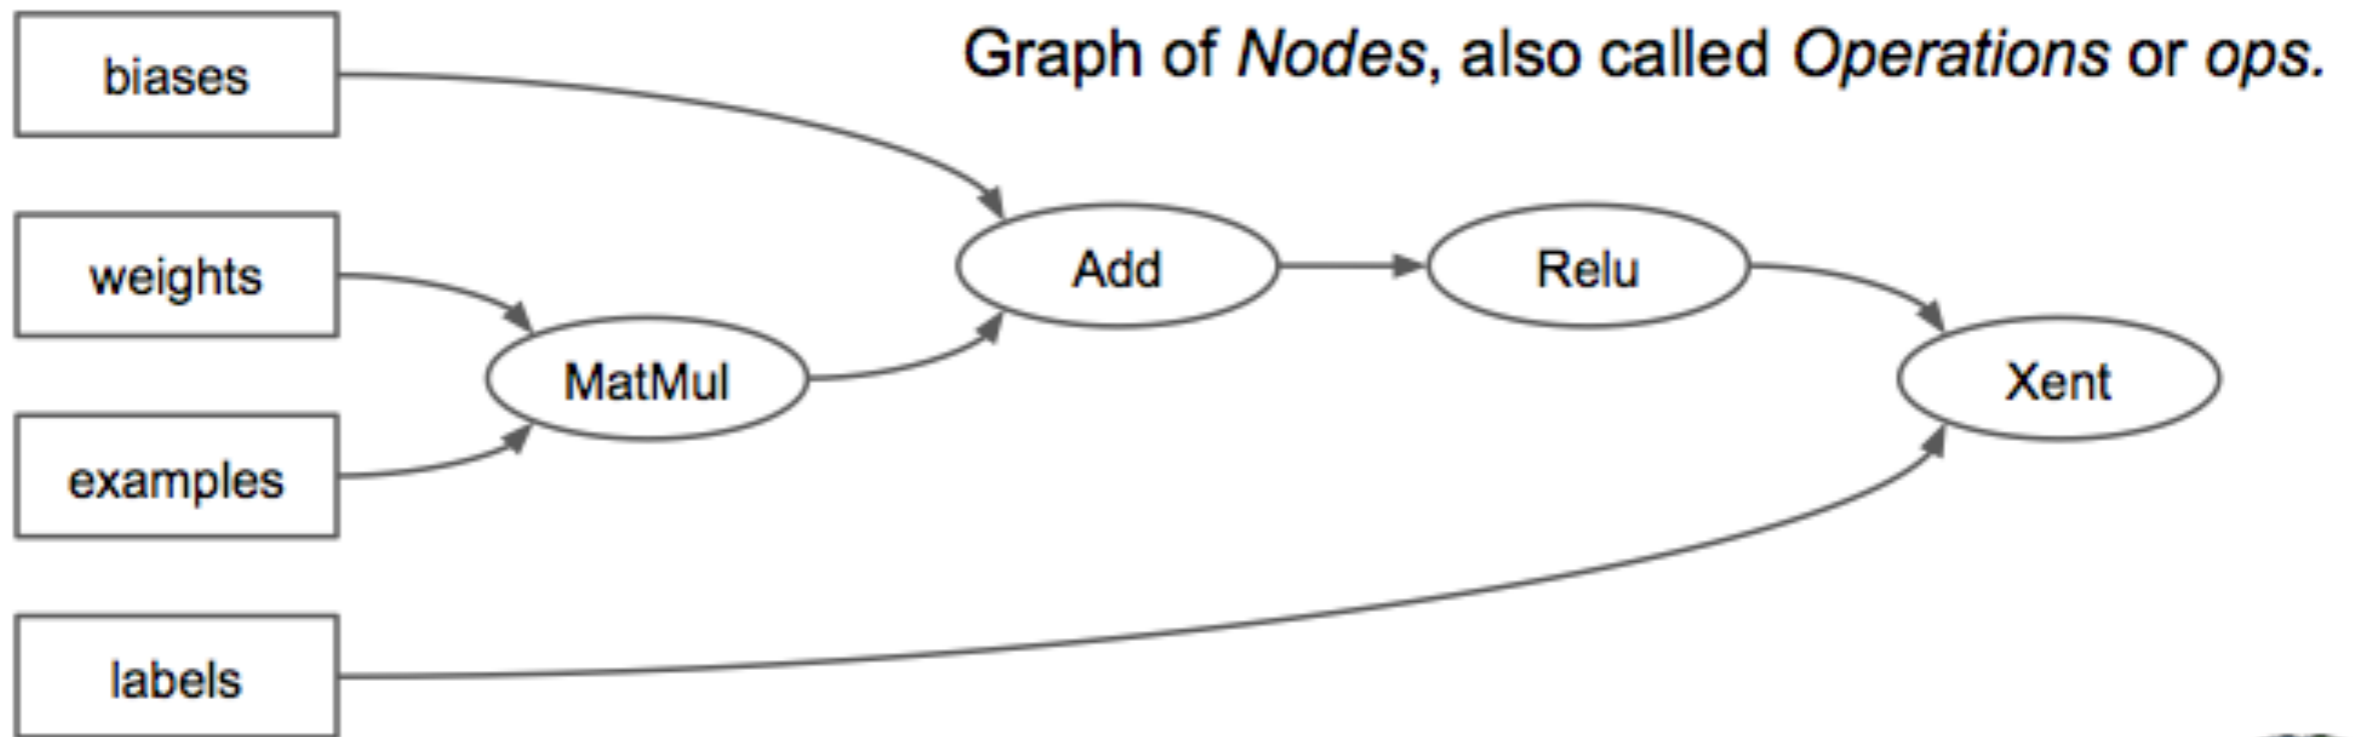 Graph of Nodes, also called Operations or ops.
biases
weights
examples
labels
MatMul
Add
Relu
Xent